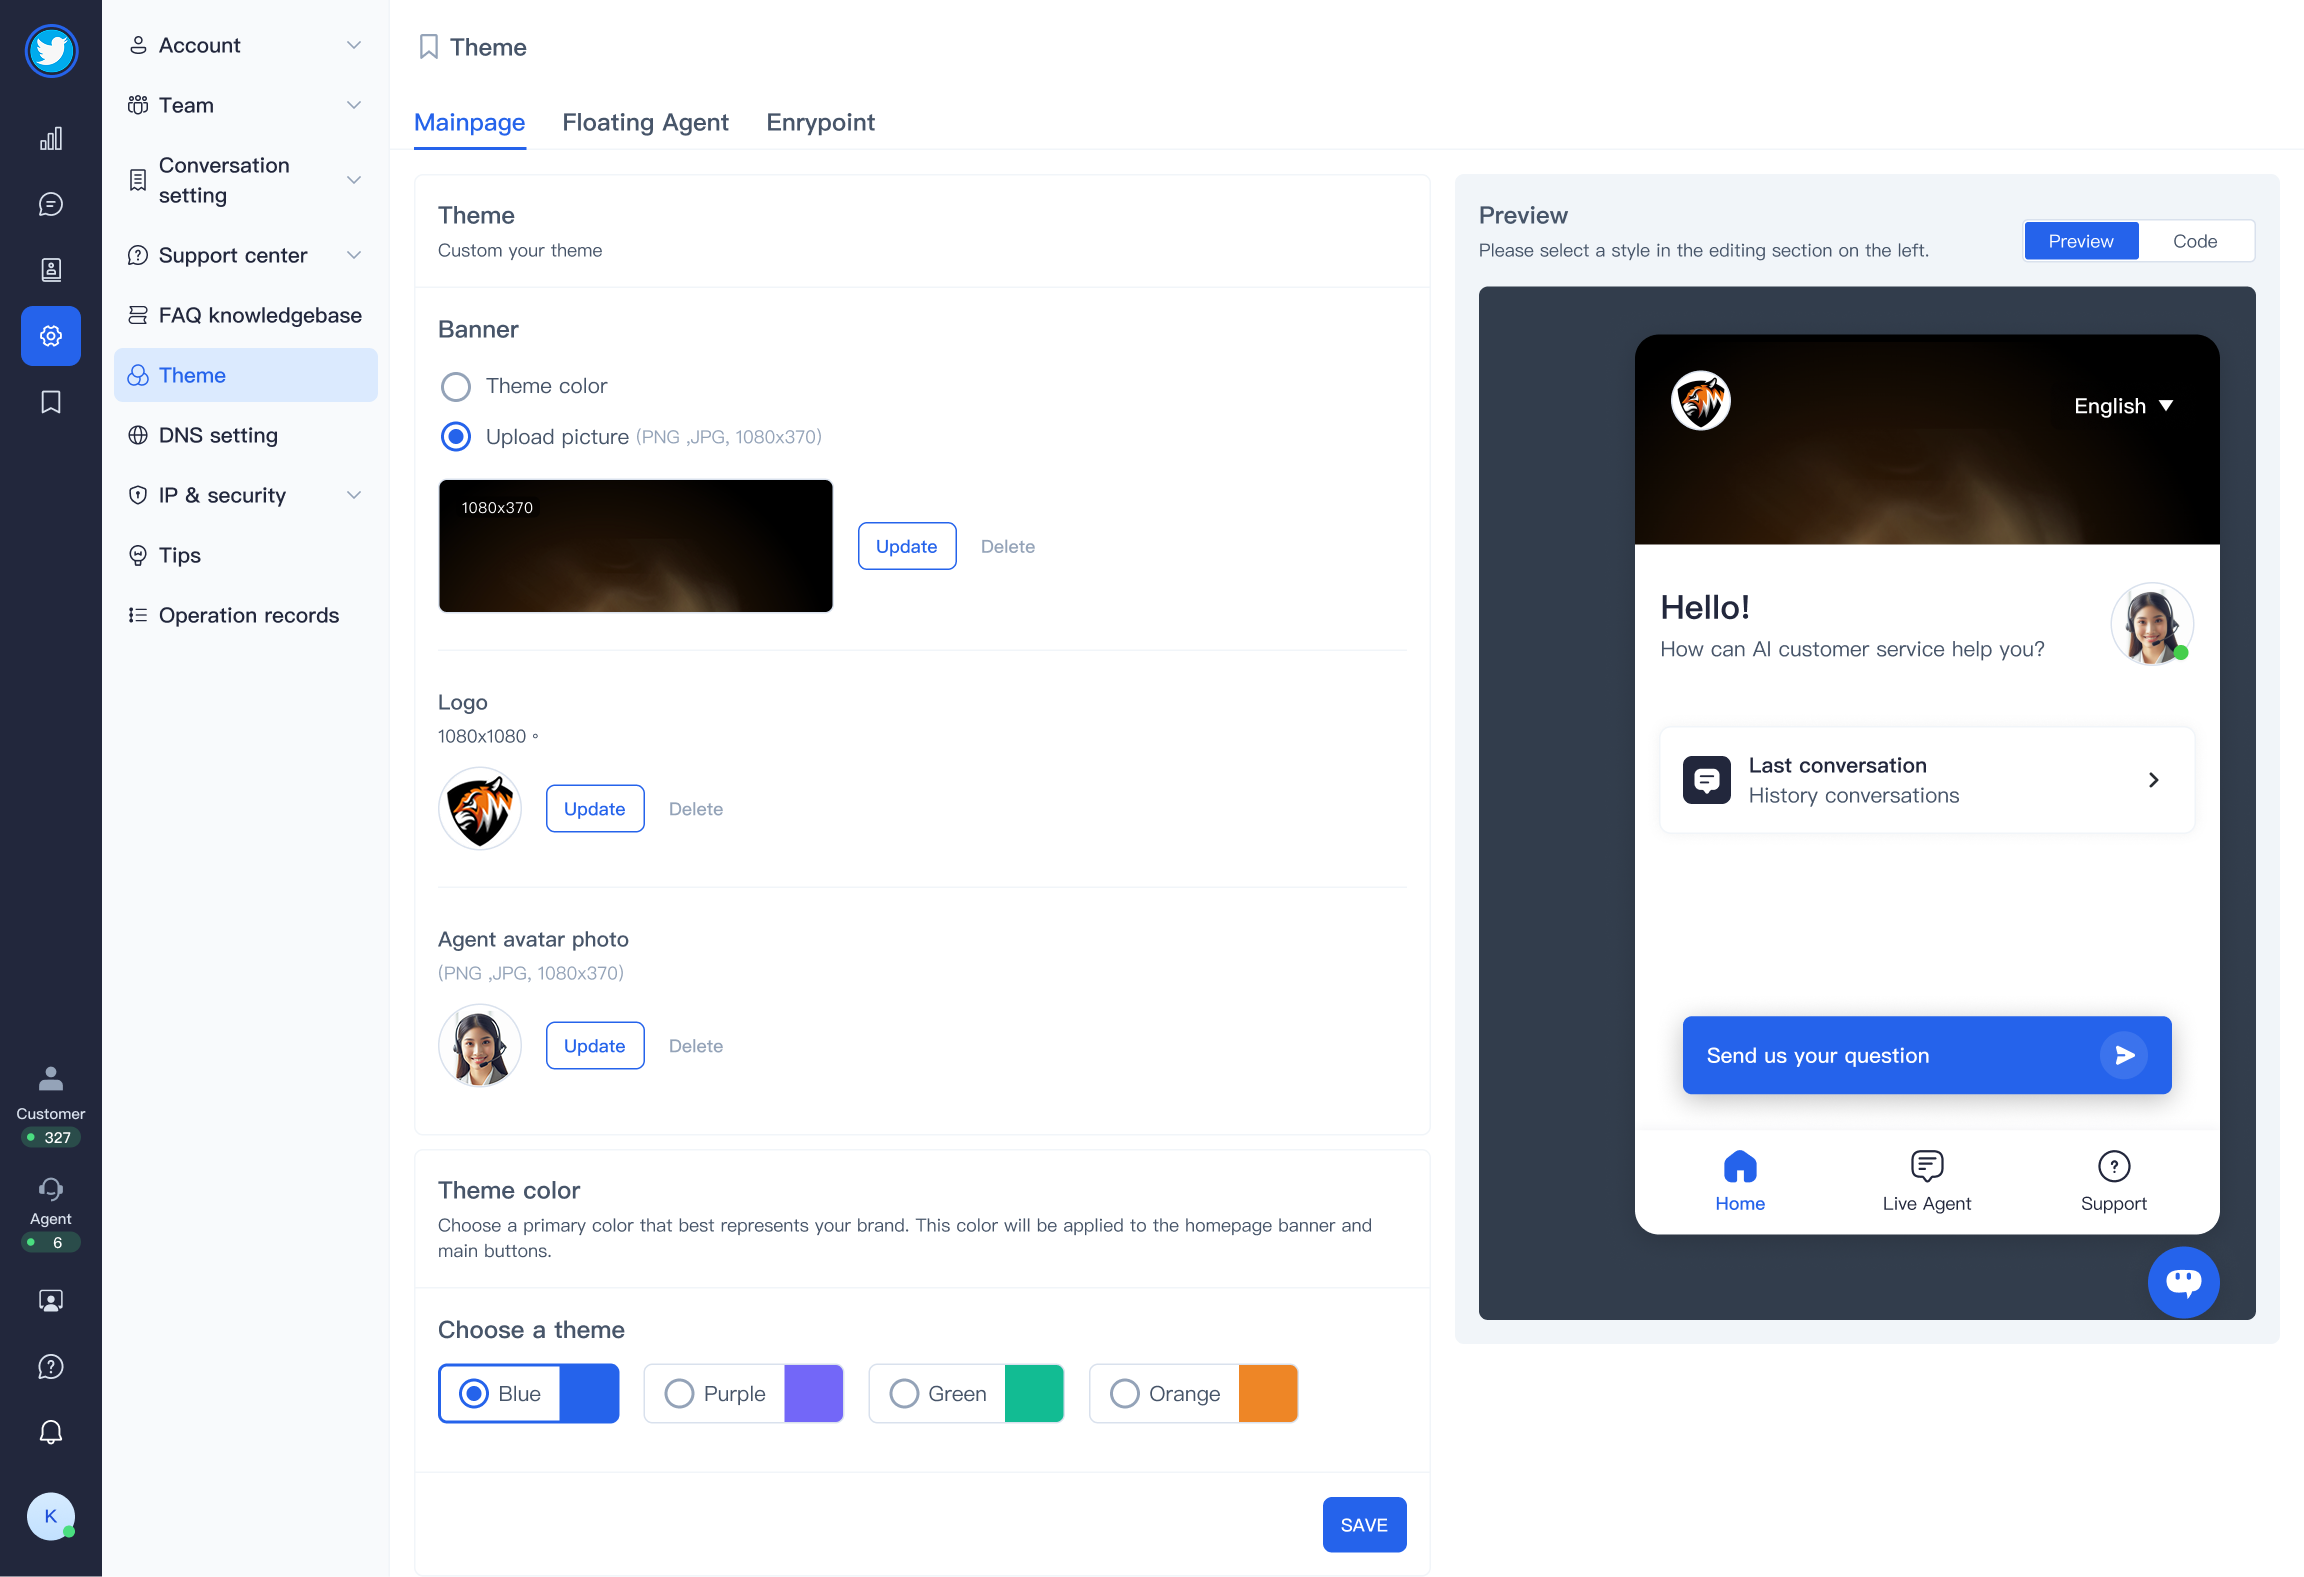 Account
Team
Conversation
setting
Support center
FAQ knowledgebase
Theme
DNS setting
IP & security
Tips
Operation records
Customer
327
Agent
6
K
Theme
Mainpage
Floating Agent
Enrypoint
Theme
Custom your theme
Banner
Theme color
Upload picture (PNG ,JPG, 1080x370)
1080x370
Update
Delete
Logo
1080x1080。
Update
Delete
Agent avatar photo
(PNG ,JPG, 1080x370)
Update
Delete
Theme color
Choose a primary color that best represents your brand. This color will be applied to the homepage banner and
main buttons.
Choose a theme
Blue
Purple
Green
Orange
SAVE
Preview
Please select a style in the editing section on the left.
Preview
Code
English
Hello!
How can AI customer service help you?
Last conversation
History conversations
Send us your question
Home
Live Agent
Support